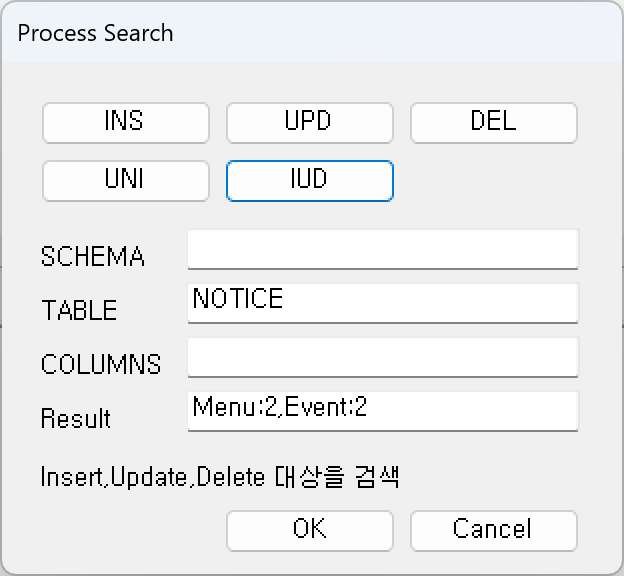 Process Search
INS UPD DEL
UNI IUD
SCHEMA
TABLE NOTICE
COLUMNS
Result Menu:2,Event:2
Insert,Update,Delete 대상을 검색
OK Cancel